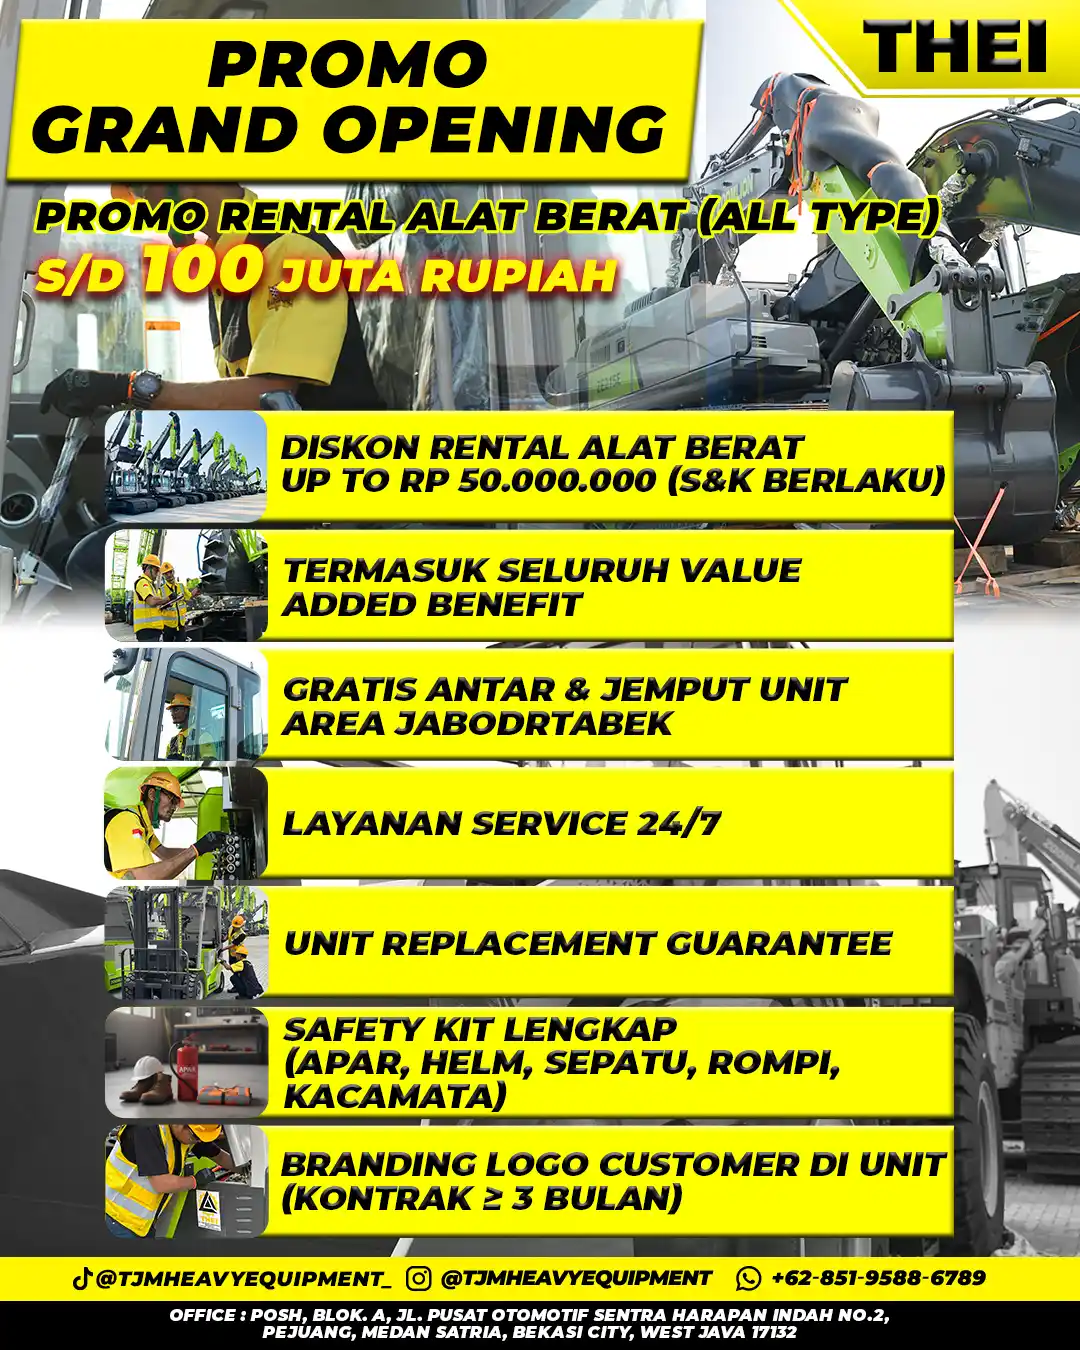 PROMO
GRAND OPENING
THEI
PROMO RENTAL ALAT BERAT (ALL TYPE)
S/D 100 JUTA RUPIAH
DISKON RENTAL ALAT BERAT
UP TO RP 50.000.000 (S&K BERLAKU)
TERMASUK SELURUH VALUE
ADDED BENEFIT
GRATIS ANTAR & JEMPUT UNIT
AREA JABODRTABEK
LAYANAN SERVICE 24/7
UNIT REPLACEMENT GUARANTEE
SAFETY KIT LENGKAP
(APAR, HELM, SEPATU, ROMPI,
KACAMATA)
APAR
BRANDING LOGO CUSTOMER DI UNIT
(KONTRAK ≥ 3 BULAN)
THEI
@TJMHEAVYEQUIPMENT_ @TJMHEAVYEQUIPMENT +62-851-9588-6789
OFFICE : POSH, BLOK. A, JL. PUSAT OTOMOTIF SENTRA HARAPAN INDAH NO.2,
PEJUANG, MEDAN SATRIA, BEKASI CITY, WEST JAVA 17132